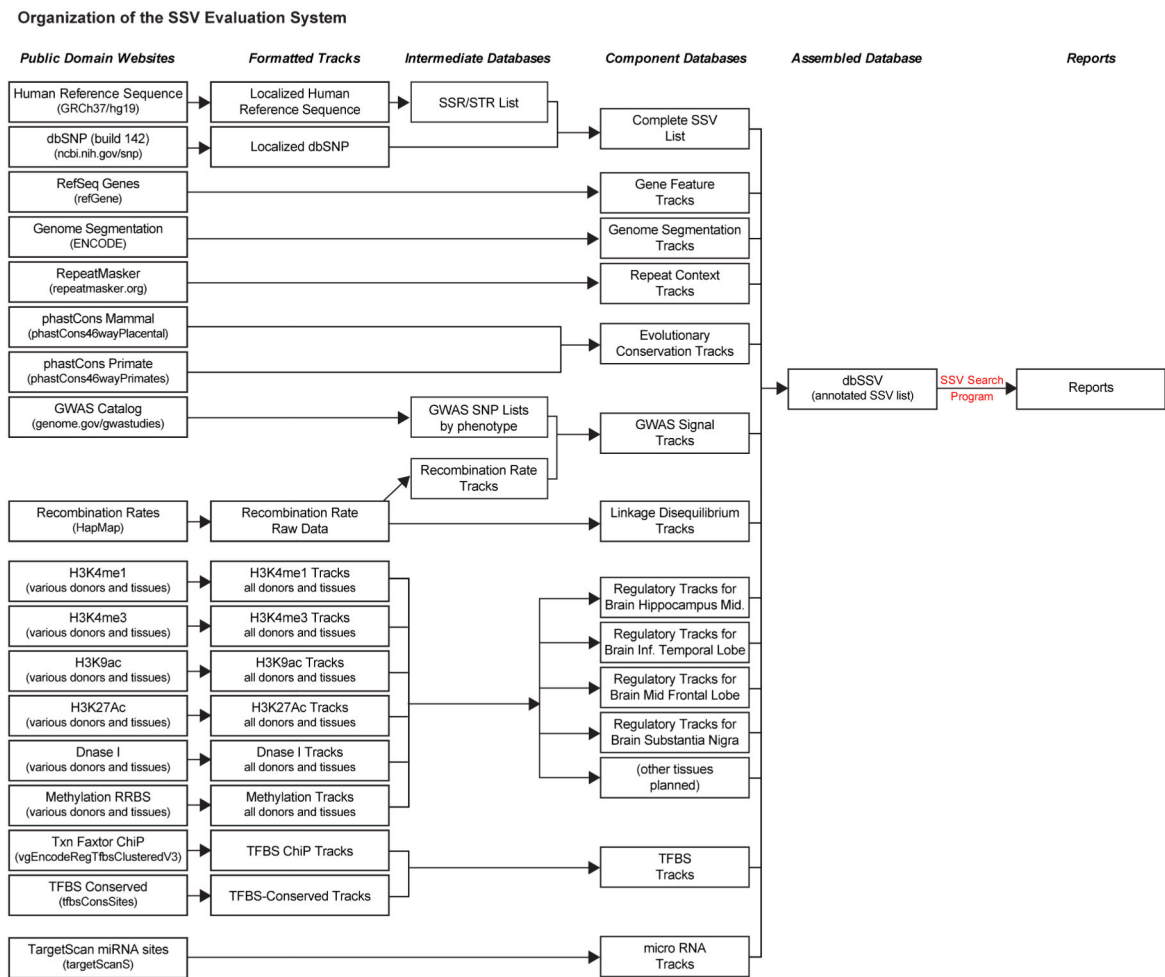 Organization of the SSV Evaluation System
Public Domain Websites
Formatted Tracks
Intermediate Databases
Component Databases
Assembled Database
Reports
Human Reference Sequence
(GRCh37/hg19)
Localized Human
Reference Sequence
SSR/STR List
Complete SSV
List
dbSNP (build 142)
(ncbi.nih.gov/snp)
Localized dbSNP
RefSeq Genes
(refGene)
Gene Feature
Tracks
Genome Segmentation
(ENCODE)
Genome Segmentation
Tracks
RepeatMasker
(repeatmasker.org)
Repeat Context
Tracks
phastCons Mammal
(phastCons46wayPlacental)
Evolutionary
Conservation Tracks
phastCons Primate
(phastCons46wayPrimates)
dbSSV
(annotated SSV list)
SSV Search
Program
Reports
GWAS Catalog
(genome.gov/gwastudies)
GWAS SNP Lists
by phenotype
GWAS Signal
Tracks
Recombination Rate
Tracks
Recombination Rates
(HapMap)
Recombination Rate
Raw Data
Linkage Disequilibrium
Tracks
H3K4me1
(various donors and tissues)
H3K4me1 Tracks
all donors and tissues
Regulatory Tracks for
Brain Hippocampus Mid.
H3K4me3
(various donors and tissues)
H3K4me3 Tracks
all donors and tissues
Regulatory Tracks for
Brain Inf. Temporal Lobe
H3K9ac
(various donors and tissues)
H3K9ac Tracks
all donors and tissues
Regulatory Tracks for
Brain Mid Frontal Lobe
H3K27Ac
(various donors and tissues)
H3K27Ac Tracks
all donors and tissues
Regulatory Tracks for
Brain Substantia Nigra
Dnase I
(various donors and tissues)
Dnase I Tracks
all donors and tissues
(other tissues
planned)
Methylation RRBS
(various donors and tissues)
Methylation Tracks
all donors and tissues
Txn Faxtor ChiP
(vgEncodeRegTfbsClusteredV3)
TFBS ChiP Tracks
TFBS
Tracks
TFBS Conserved
(tfbsConsSites)
TFBS-Conserved Tracks
TargetScan miRNA sites
(targetScanS)
micro RNA
Tracks